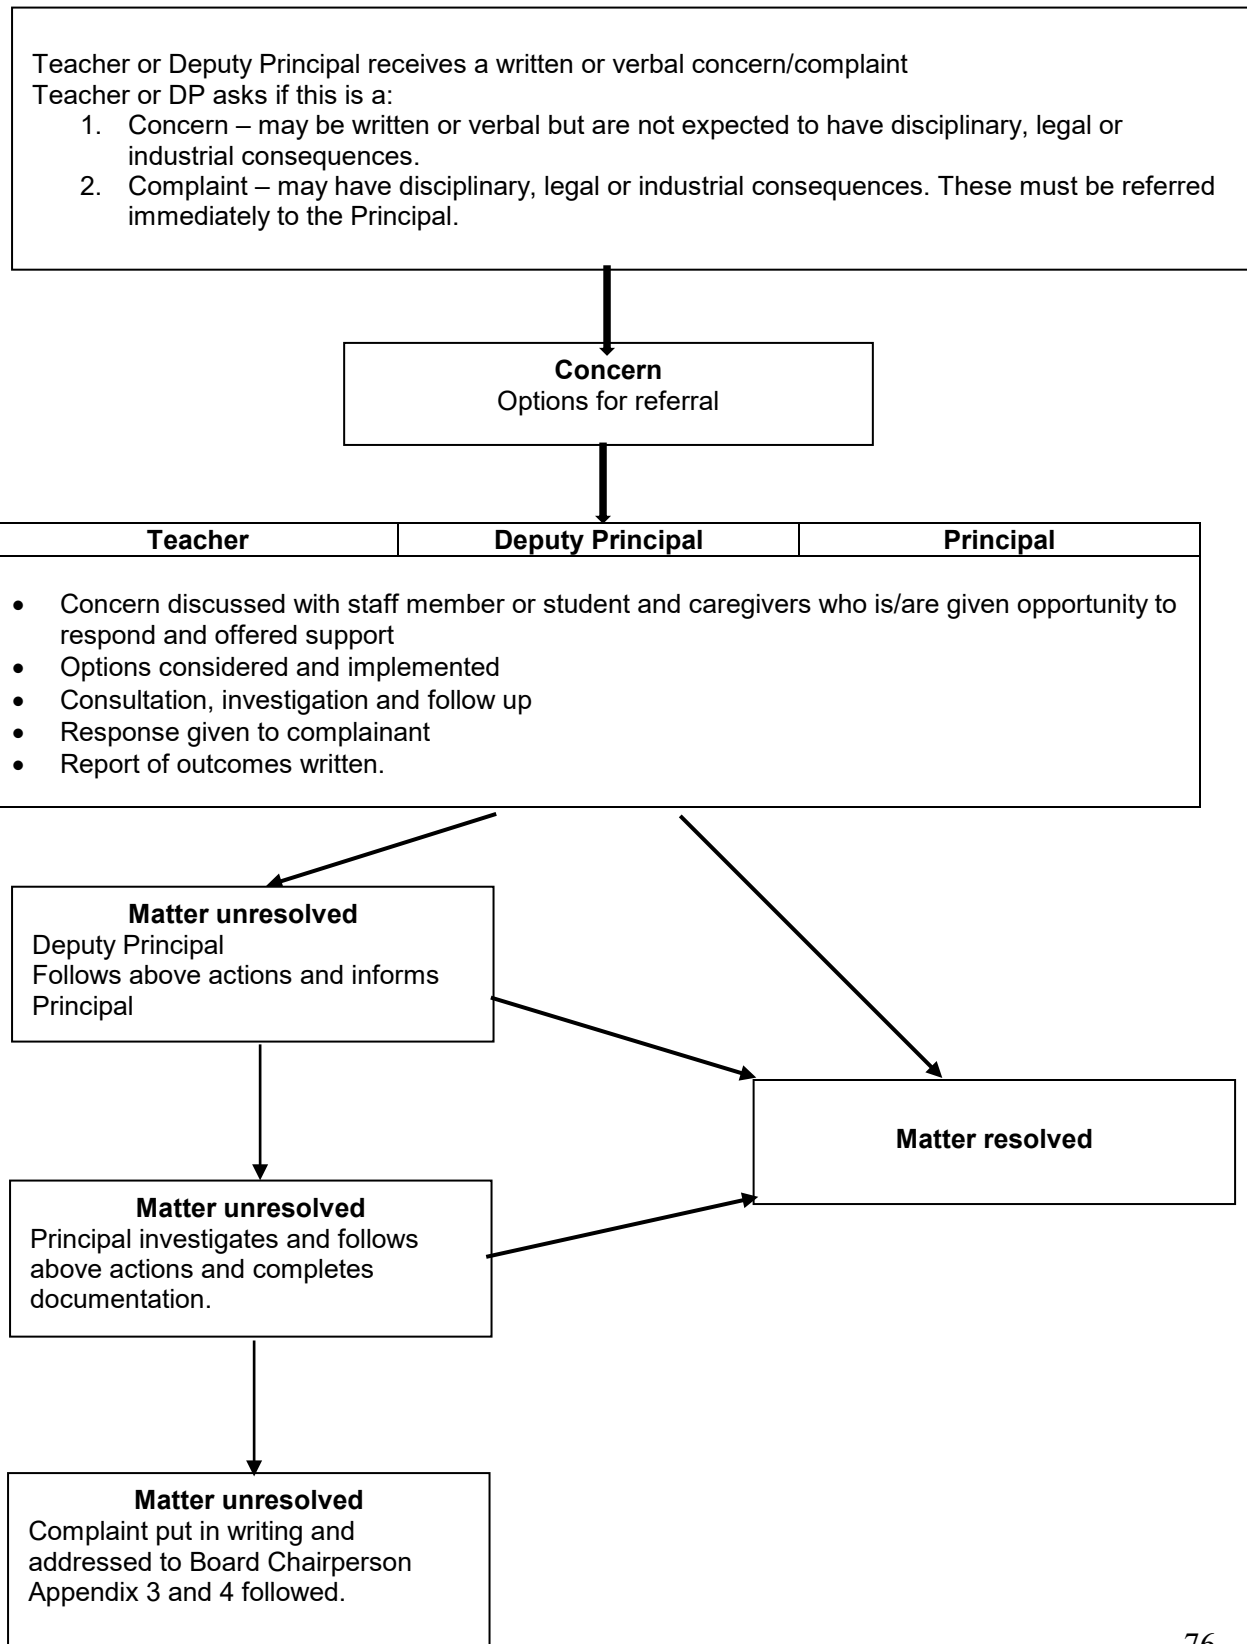 Teacher or Deputy Principal receives a written or verbal concern/complaint
Teacher or DP asks if this is a:
1. Concern – may be written or verbal but are not expected to have disciplinary, legal or
industrial consequences.
2. Complaint – may have disciplinary, legal or industrial consequences. These must be referred
immediately to the Principal.
Concern
Options for referral
Teacher Deputy Principal Principal
• Concern discussed with staff member or student and caregivers who is/are given opportunity to
respond and offered support
• Options considered and implemented
• Consultation, investigation and follow up
• Response given to complainant
• Report of outcomes written.
Matter unresolved
Deputy Principal
Follows above actions and informs
Principal
Matter resolved
Matter unresolved
Principal investigates and follows
above actions and completes
documentation.
Matter unresolved
Complaint put in writing and
addressed to Board Chairperson
Appendix 3 and 4 followed.
76